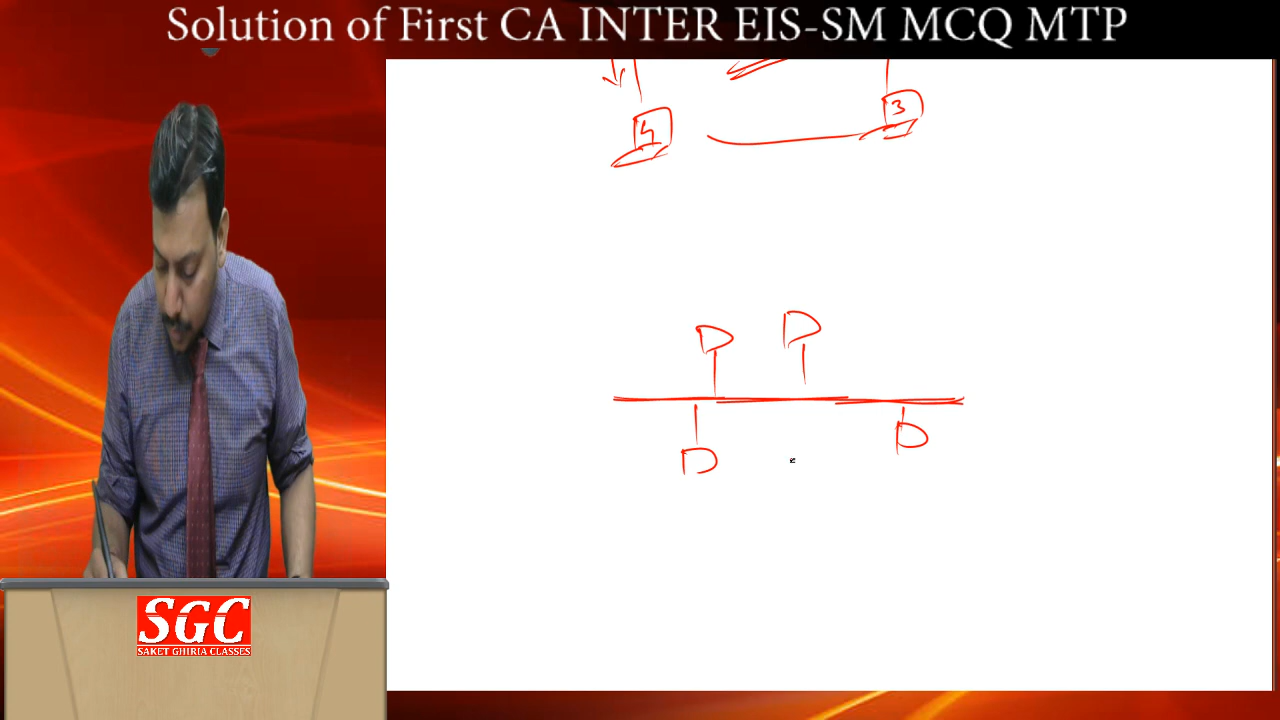 Solution of First CA INTER EIS-SM MCQ MTP
4 3
D D
D D
SGC
SAKET GHIRIA CLASSES